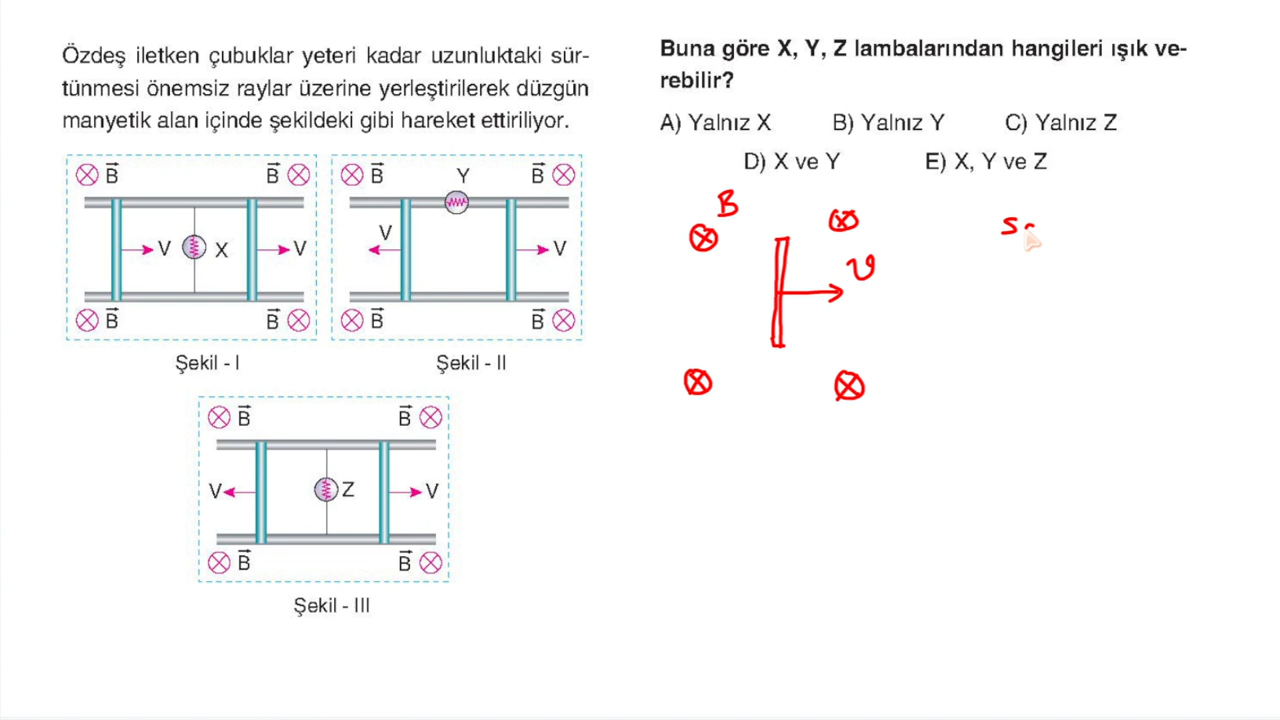 Özdeş iletken çubuklar yeteri kadar uzunluktaki sür-
tünmesi önemsiz raylar üzerine yerleştirilerek düzgün
manyetik alan içinde şekildeki gibi hareket ettiriliyor.
B B
V X V
B B
Şekil - I
B Y B
V V
B B
Şekil - II
B B
V Z V
B B
Şekil - III
Buna göre X, Y, Z lambalarından hangileri ışık ve-
rebilir?
A) Yalnız X B) Yalnız Y C) Yalnız Z
D) X ve Y E) X, Y ve Z
B
V